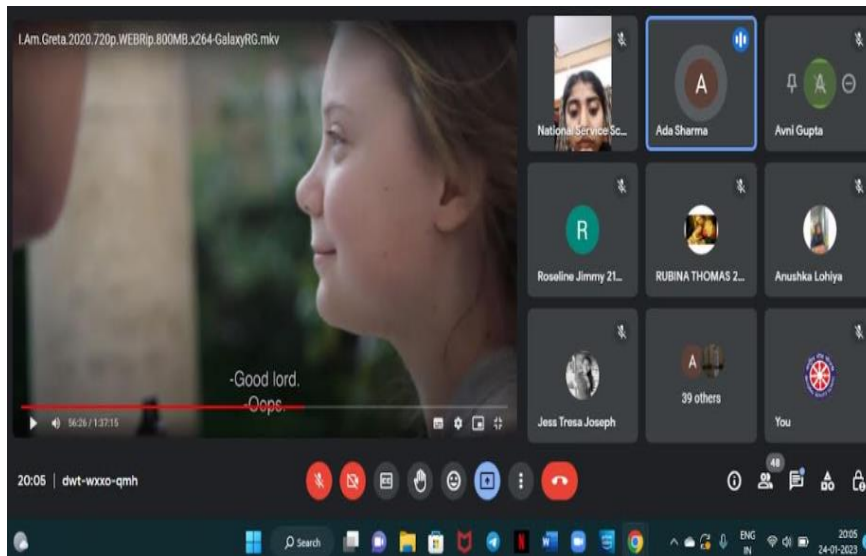 I.Am.Greta.2020.720p.WEBRip.800MB.x264-GalaxyRG.mkv
-Good lord.
-Oops.
56:26 / 1:37:15
National Service Sc...
A
Ada Sharma
A
Avni Gupta
R
Roseline Jimmy 21...
RUBINA THOMAS 2...
Anushka Lohiya
Jess Tresa Joseph
A
39 others
You
20:05 | dwt-wxxo-qmh
48
Search
ENG
IN
20:05
24-01-2023